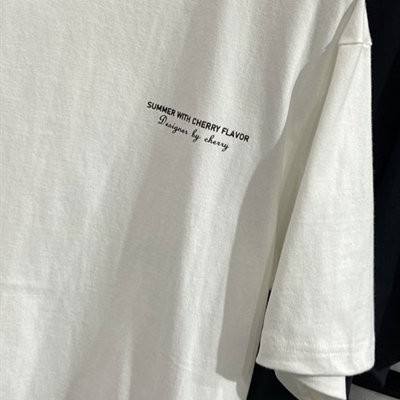 SUMMER WITH CHERRY FLAVOR
Designer by cherry